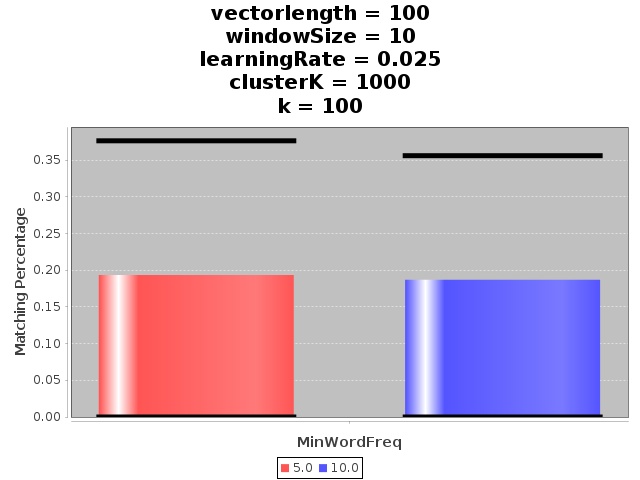 vectorlength = 100
windowSize = 10
learningRate = 0.025
clusterK = 1000
k = 100
Matching Percentage
0.35
0.30
0.25
0.20
0.15
0.10
0.05
0.00
MinWordFreq
5.0 10.0